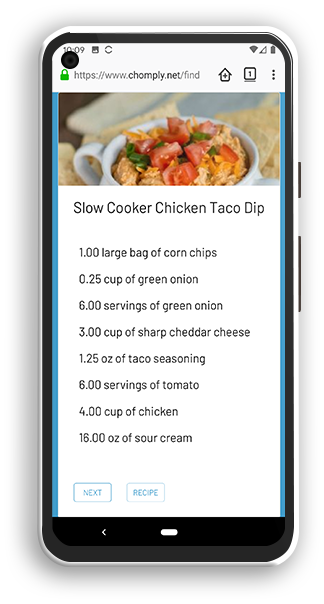 10:09
https://www.chomply.net/find
1
Slow Cooker Chicken Taco Dip
1.00 large bag of corn chips
0.25 cup of green onion
6.00 servings of green onion
3.00 cup of sharp cheddar cheese
1.25 oz of taco seasoning
6.00 servings of tomato
4.00 cup of chicken
16.00 oz of sour cream
NEXT RECIPE